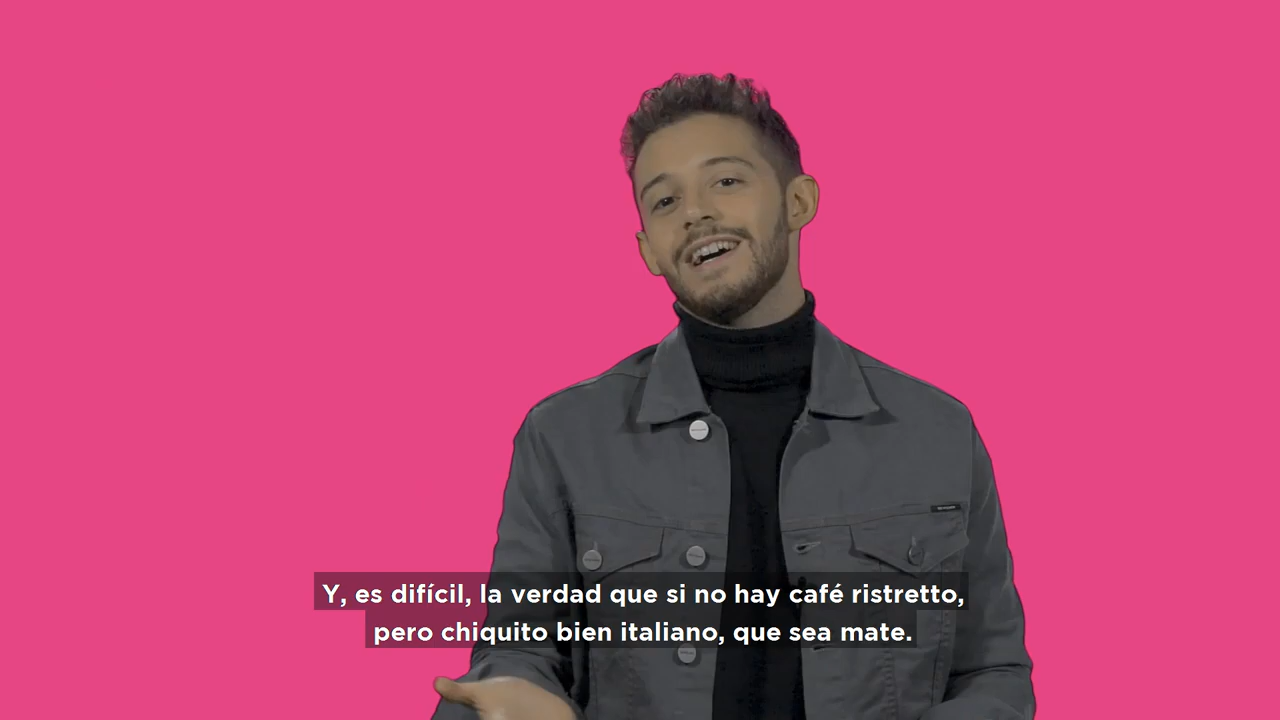 Y, es difícil, la verdad que si no hay café ristretto,
pero chiquito bien italiano, que sea mate.